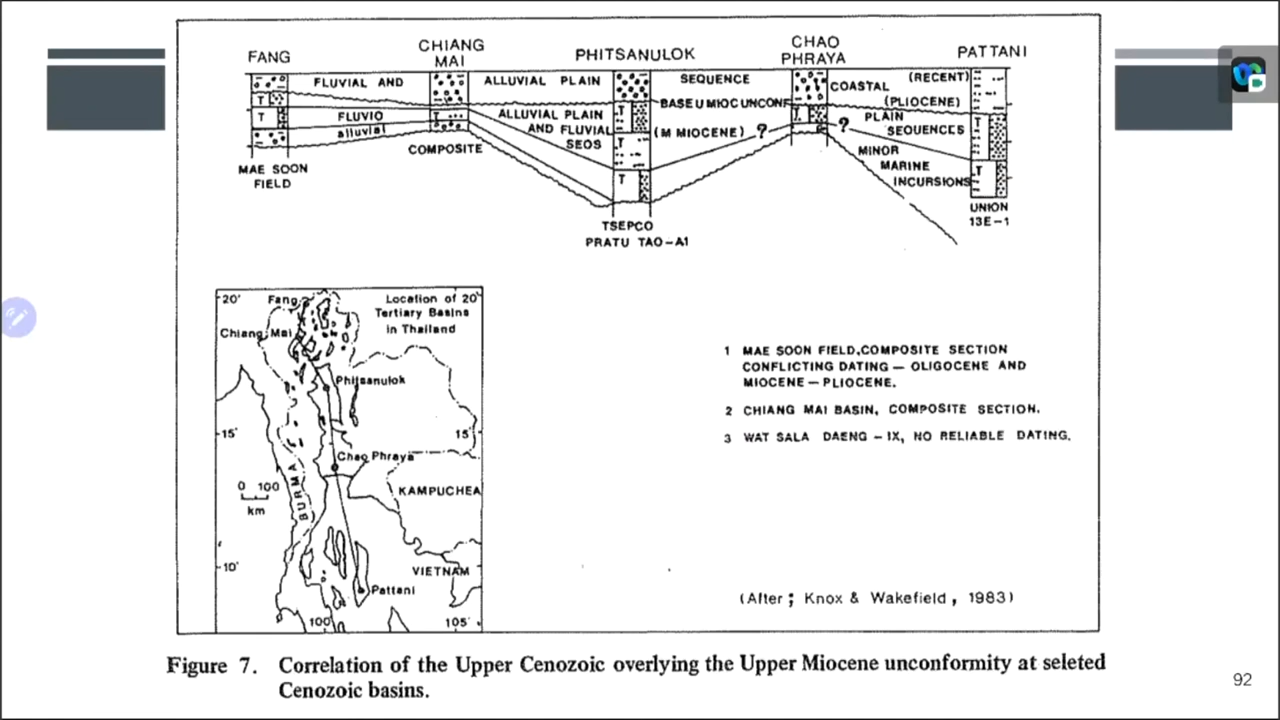 FANG
CHIANG
MAI
PHITSANULOK
CHAO
PHRAYA
PATTANI
FLUVIAL AND
ALLUVIAL PLAIN
SEQUENCE
COASTAL
(RECENT)
(PLIOCENE)
BASE U MIOC UNCONF
T
T
FLUVIO
alluvial
T
ALLUVIAL PLAIN
AND FLUVIAL
SEOS
T
T
T
(M MIOCENE)
?
T
?
PLAIN
SEQUENCES
MINOR
MARINE
INCURSIONS
T
T
COMPOSITE
MAE SOON
FIELD
TSEPCO
PRATU TAO-A1
UNION
13E-1
20°
Fang
Location of 20°
Tertiary Basins
in Thailand
Chiang Mai
Phitsanulok
15°
15°
Chao Phraya
0 100
km
BURMA
KAMPUCHEA
10°
VIETNAM
Pattani
100°
105°
1 MAE SOON FIELD, COMPOSITE SECTION
CONFLICTING DATING — OLIGOCENE AND
MIOCENE — PLIOCENE.
2 CHIANG MAI BASIN, COMPOSITE SECTION.
3 WAT SALA DAENG - IX, NO RELIABLE DATING.
(After ; Knox & Wakefield, 1983)
Figure 7. Correlation of the Upper Cenozoic overlying the Upper Miocene unconformity at seleted
Cenozoic basins.
92